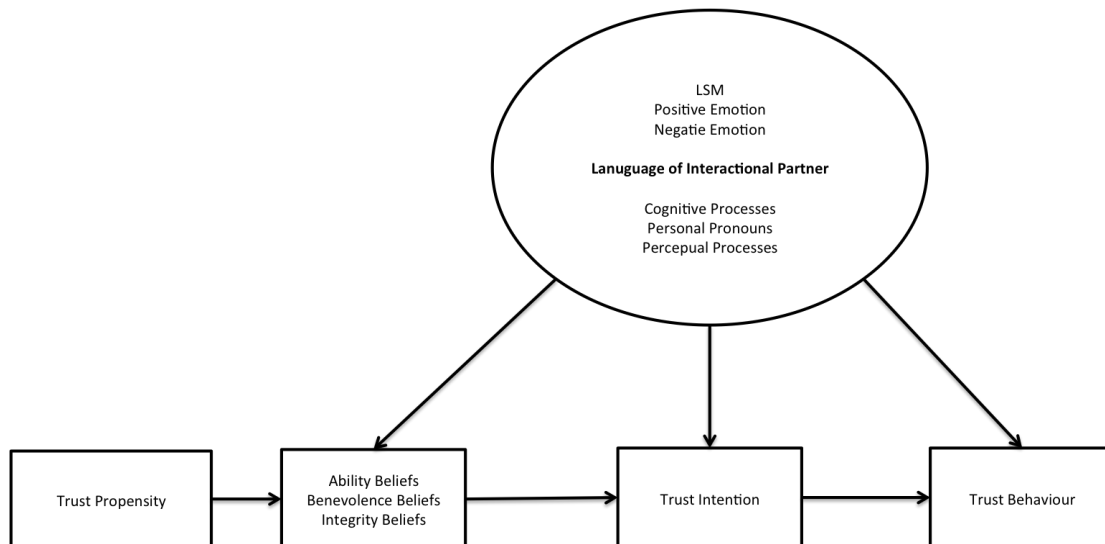 LSM
Positive Emotion
Negatie Emotion
Lanuguage of Interactional Partner
Cognitive Processes
Personal Pronouns
Percepual Processes
Trust Propensity
Ability Beliefs
Benevolence Beliefs
Integrity Beliefs
Trust Intention
Trust Behaviour